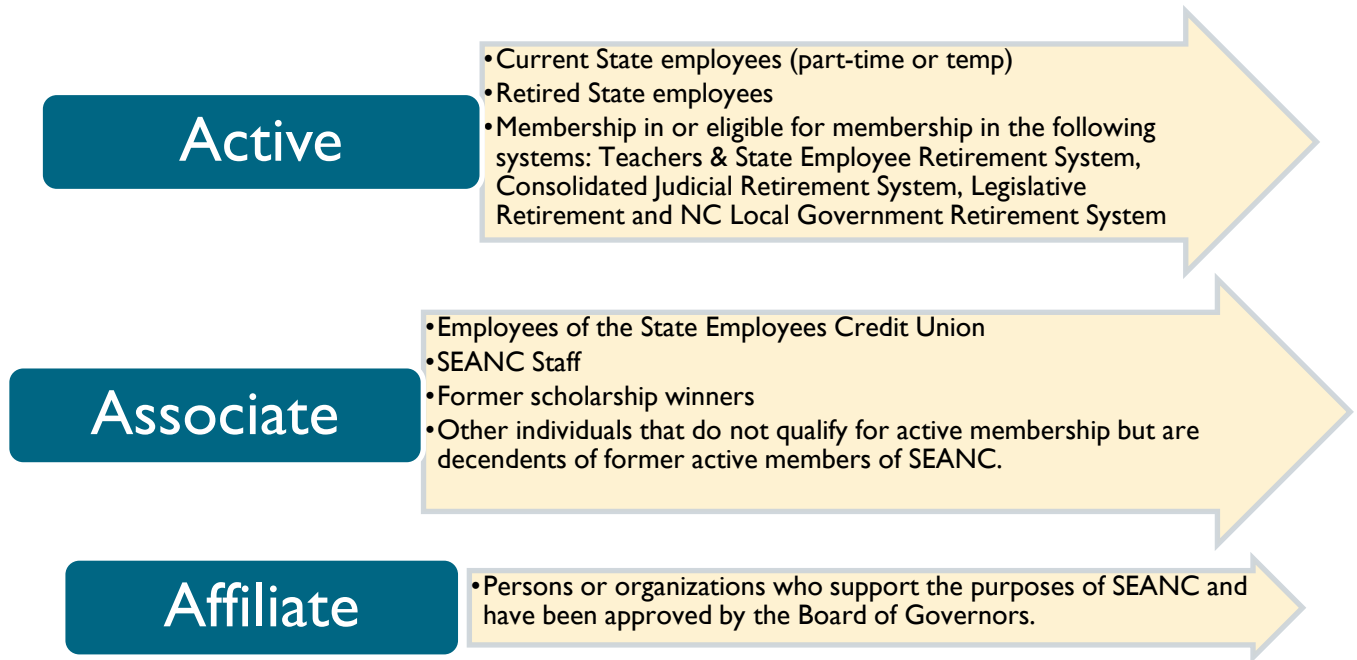 Active
•Current State employees (part-time or temp)
•Retired State employees
•Membership in or eligible for membership in the following
systems: Teachers & State Employee Retirement System,
Consolidated Judicial Retirement System, Legislative
Retirement and NC Local Government Retirement System
Associate
•Employees of the State Employees Credit Union
•SEANC Staff
•Former scholarship winners
•Other individuals that do not qualify for active membership but are
decendents of former active members of SEANC.
Affiliate
•Persons or organizations who support the purposes of SEANC and
have been approved by the Board of Governors.